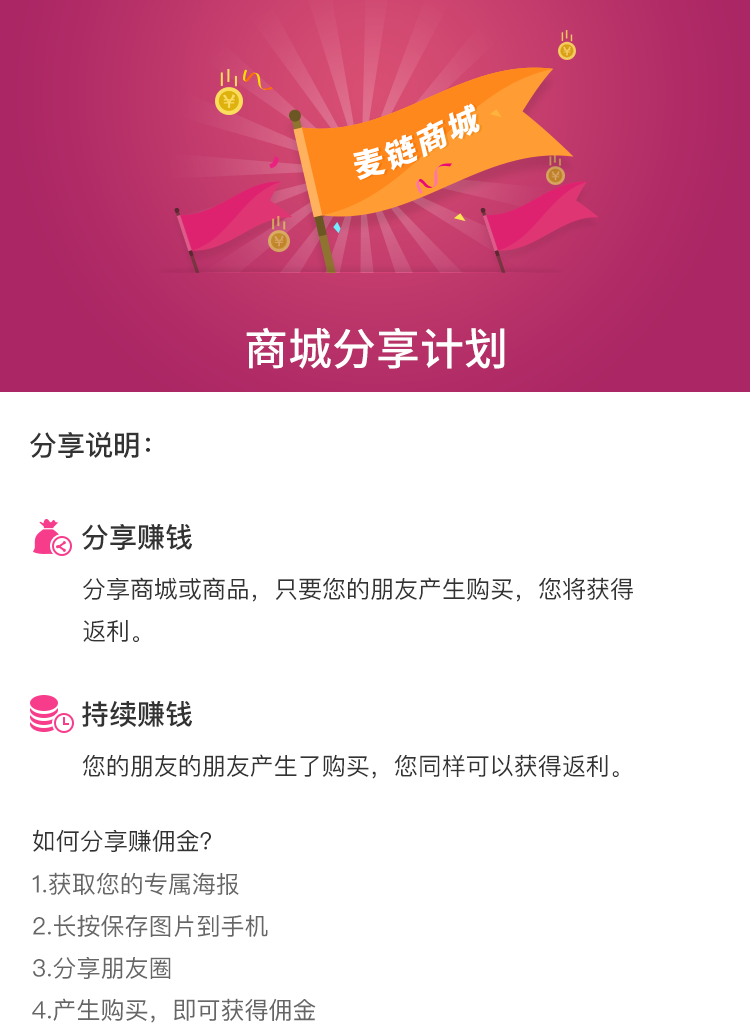 麦链商城
商城分享计划
分享说明：
分享赚钱
分享商城或商品，只要您的朋友产生购买，您将获得
返利。
持续赚钱
您的朋友的朋友产生了购买，您同样可以获得返利。
如何分享赚佣金？
1.获取您的专属海报
2.长按保存图片到手机
3.分享朋友圈
4.产生购买，即可获得佣金